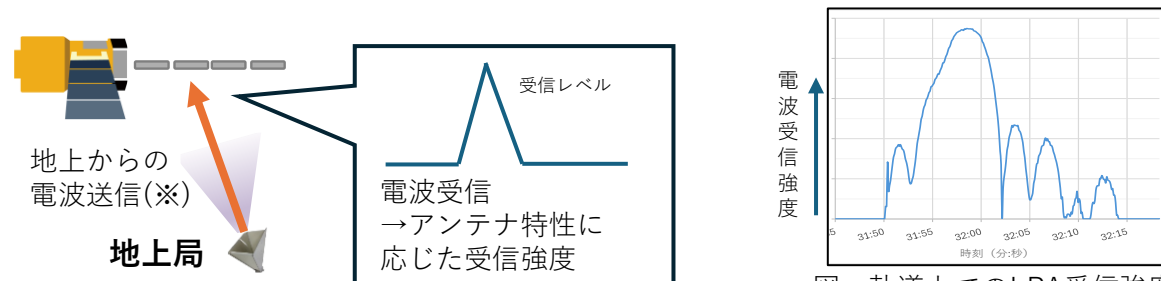 地上からの
電波送信(※)
地上局
受信レベル
電波受信
→アンテナ特性に
応じた受信強度
電波受信強度
5
31:50
31:55
32:00
32:05
32:10
32:15
時刻（分:秒）